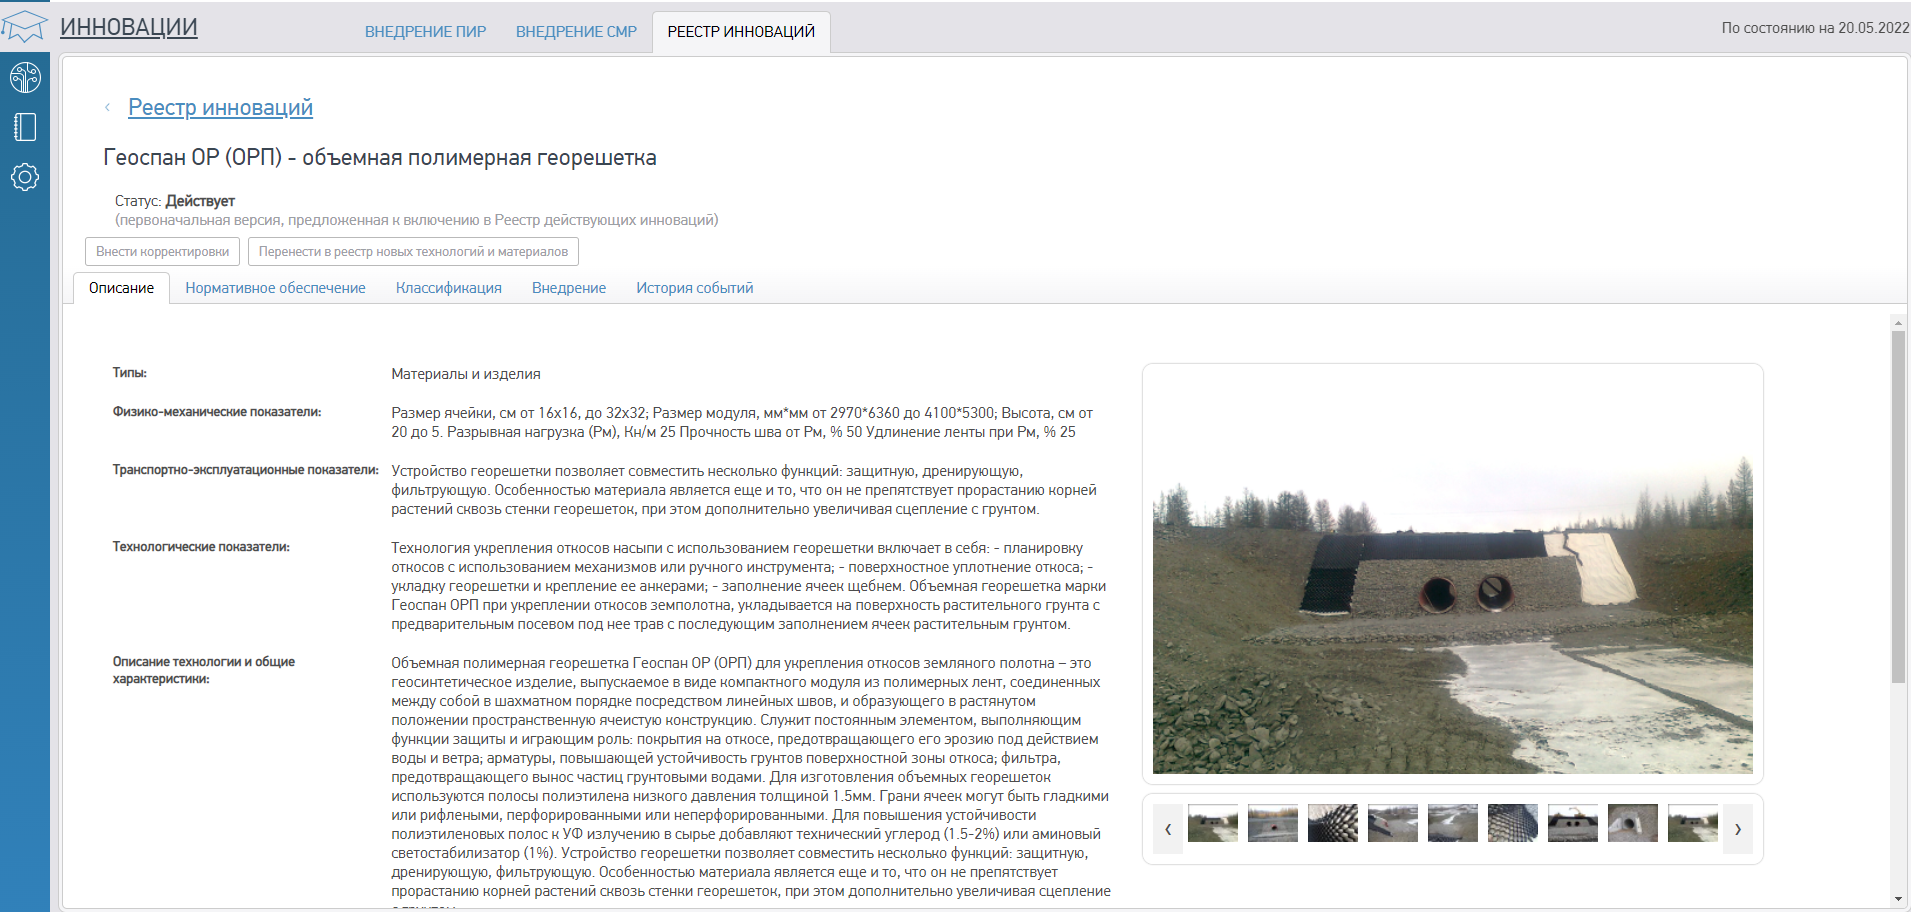 ИННОВАЦИИ
ВНЕДРЕНИЕ ПИР
ВНЕДРЕНИЕ СМР
РЕЕСТР ИННОВАЦИЙ
По состоянию на 20.05.2022
‹ Реестр инноваций
Геоспан ОР (ОРП) - объемная полимерная георешетка
Статус: Действует
(первоначальная версия, предложенная к включению в Реестр действующих инноваций)
Внести корректировки
Перенести в реестр новых технологий и материалов
Описание
Нормативное обеспечение
Классификация
Внедрение
История событий
Типы:
Материалы и изделия
Физико-механические показатели:
Размер ячейки, см от 16х16, до 32х32; Размер модуля, мм*мм от 2970*6360 до 4100*5300; Высота, см от
20 до 5. Разрывная нагрузка (Рм), Кн/м 25 Прочность шва от Рм, % 50 Удлинение ленты при Рм, % 25
Транспортно-эксплуатационные показатели:
Устройство георешетки позволяет совместить несколько функций: защитную, дренирующую,
фильтрующую. Особенностью материала является еще и то, что он не препятствует прорастанию корней
растений сквозь стенки георешеток, при этом дополнительно увеличивая сцепление с грунтом.
Технологические показатели:
Технология укрепления откосов насыпи с использованием георешетки включает в себя: - планировку
откосов с использованием механизмов или ручного инструмента; - поверхностное уплотнение откоса; -
укладку георешетки и крепление ее анкерами; - заполнение ячеек щебнем. Объемная георешетка марки
Геоспан ОРП при укреплении откосов земполотна, укладывается на поверхность растительного грунта с
предварительным посевом под нее трав с последующим заполнением ячеек растительным грунтом.
Описание технологии и общие
характеристики:
Объемная полимерная георешетка Геоспан ОР (ОРП) для укрепления откосов земляного полотна – это
геосинтетическое изделие, выпускаемое в виде компактного модуля из полимерных лент, соединенных
между собой в шахматном порядке посредством линейных швов, и образующего в растянутом
положении пространственную ячеистую конструкцию. Служит постоянным элементом, выполняющим
функции защиты и играющим роль: покрытия на откосе, предотвращающего его эрозию под действием
воды и ветра; арматуры, повышающей устойчивость грунтов поверхностной зоны откоса; фильтра,
предотвращающего вынос частиц грунтовыми водами. Для изготовления объемных георешеток
используются полосы полиэтилена низкого давления толщиной 1.5мм. Грани ячеек могут быть гладкими
или рифлеными, перфорированными или неперфорированными. Для повышения устойчивости
полиэтиленовых полос к УФ излучению в сырье добавляют технический углерод (1.5-2%) или аминовый
светостабилизатор (1%). Устройство георешетки позволяет совместить несколько функций: защитную,
дренирующую, фильтрующую. Особенностью материала является еще и то, что он не препятствует
прорастанию корней растений сквозь стенки георешеток, при этом дополнительно увеличивая сцепление